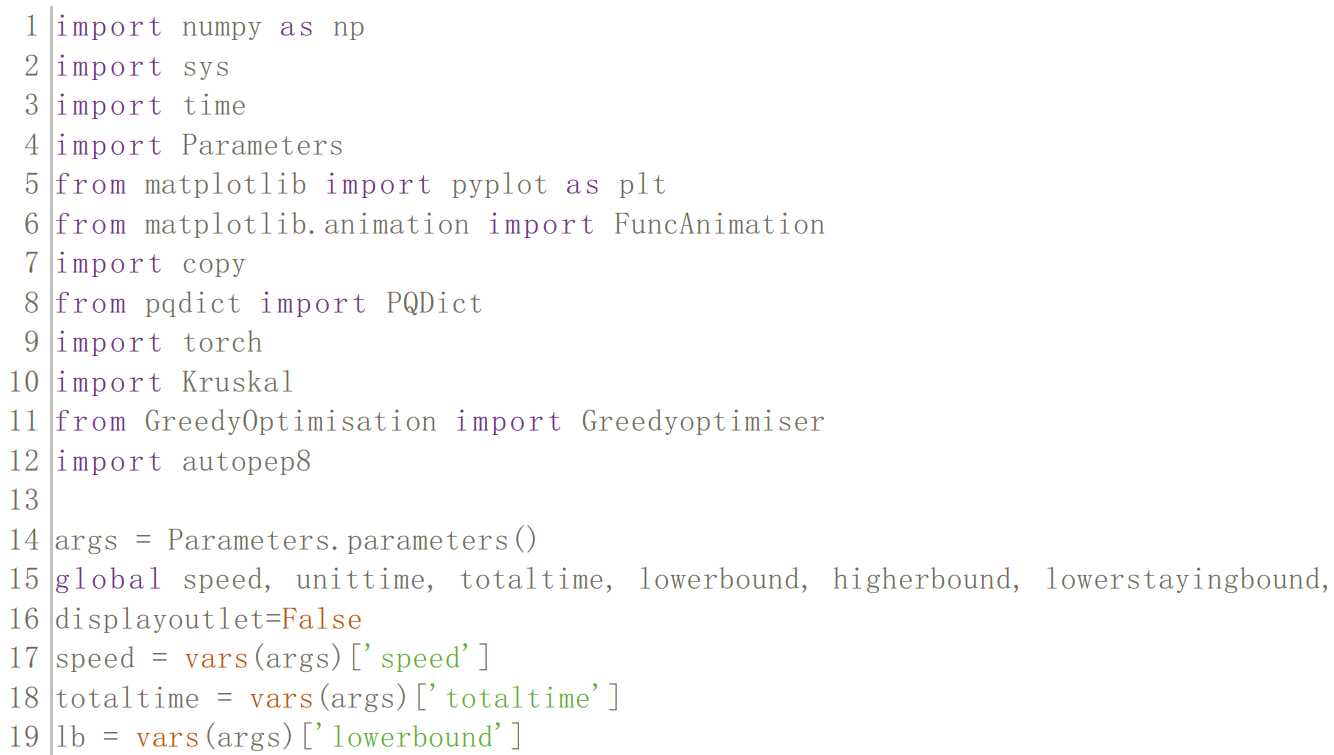 1 import numpy as np
2 import sys
3 import time
4 import Parameters
5 from matplotlib import pyplot as plt
6 from matplotlib.animation import FuncAnimation
7 import copy
8 from pqdict import PQDict
9 import torch
10 import Kruskal
11 from GreedyOptimisation import Greedyoptimiser
12 import autopep8
13
14 args = Parameters.parameters()
15 global speed, unittime, totaltime, lowerbound, higherbound, lowerstayingbound,
16 displayoutlet=False
17 speed = vars(args)['speed']
18 totaltime = vars(args)['totaltime']
19 lb = vars(args)['lowerbound']